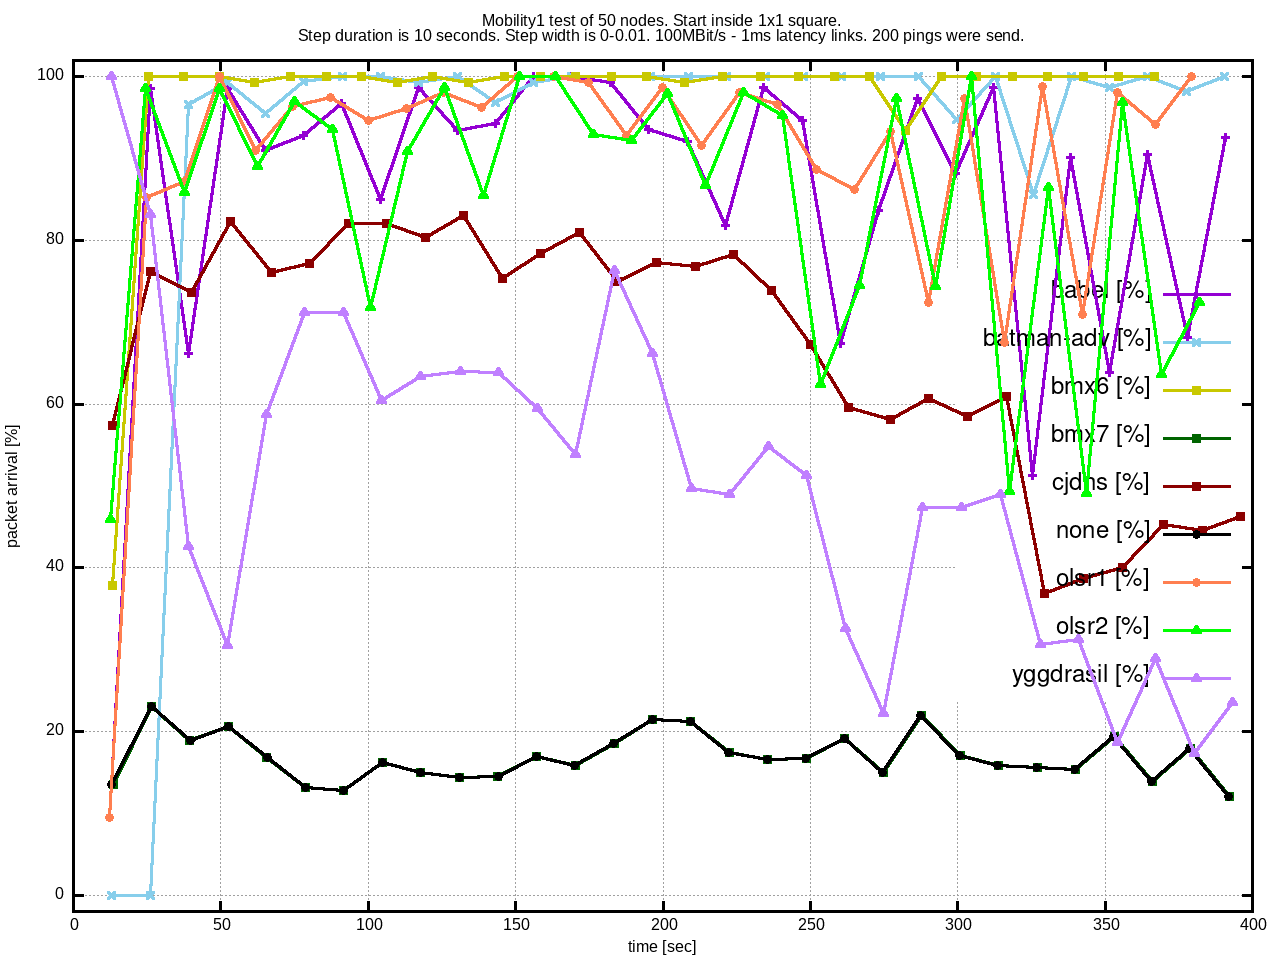 Mobility1 test of 50 nodes. Start inside 1x1 square.
Step duration is 10 seconds. Step width is 0-0.01. 100MBit/s - 1ms latency links. 200 pings were send.
100
80
60
40
20
0
packet arrival [%]
babel [%]
batman-adv [%]
bmx6 [%]
bmx7 [%]
cjdns [%]
none [%]
olsr1 [%]
olsr2 [%]
yggdrasil [%]
0 50 100 150 200 250 300 350 400
time [sec]